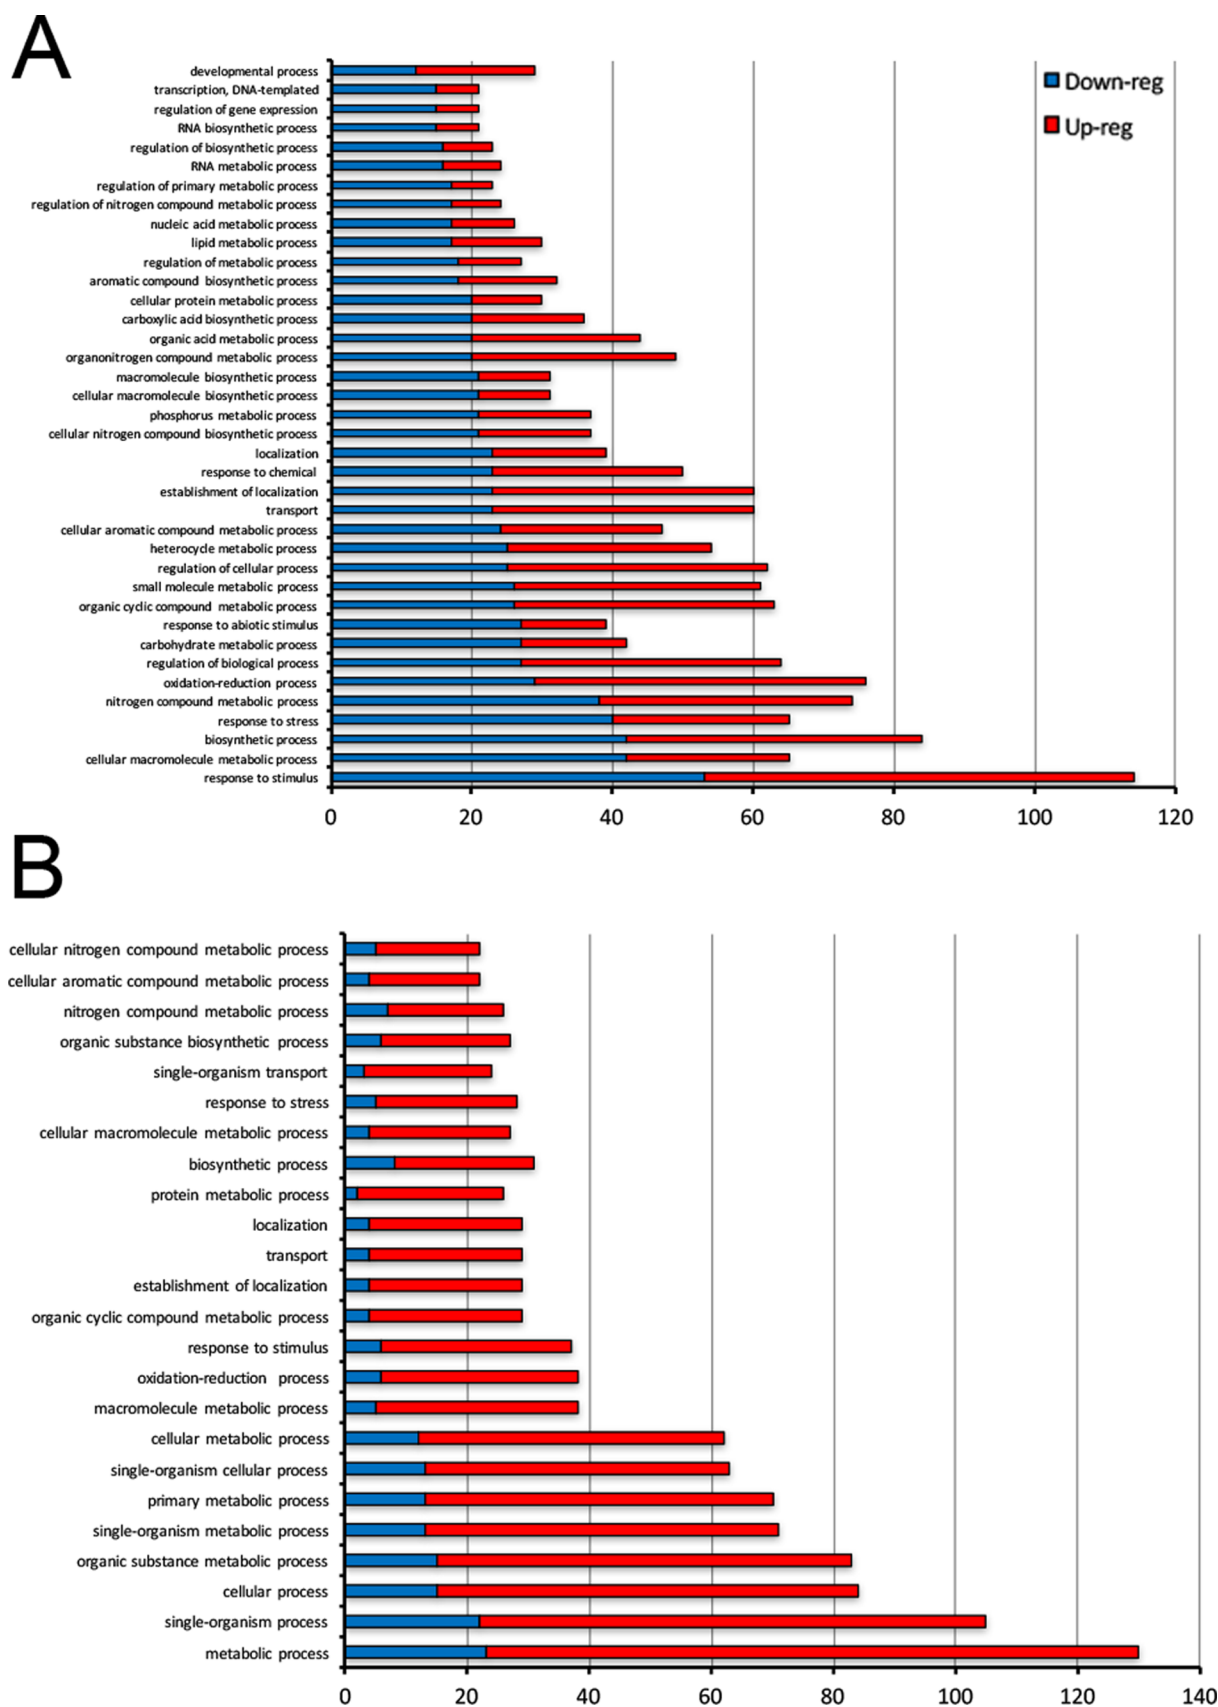 A
Down-reg
Up-reg
developmental process
transcription, DNA-templated
regulation of gene expression
RNA biosynthetic process
regulation of biosynthetic process
RNA metabolic process
regulation of primary metabolic process
regulation of nitrogen compound metabolic process
nucleic acid metabolic process
lipid metabolic process
regulation of metabolic process
aromatic compound biosynthetic process
cellular protein metabolic process
carboxylic acid biosynthetic process
organic acid metabolic process
organonitrogen compound metabolic process
macromolecule biosynthetic process
cellular macromolecule biosynthetic process
phosphorus metabolic process
cellular nitrogen compound biosynthetic process
localization
response to chemical
establishment of localization
transport
cellular aromatic compound metabolic process
heterocycle metabolic process
regulation of cellular process
small molecule metabolic process
organic cyclic compound metabolic process
response to abiotic stimulus
carbohydrate metabolic process
regulation of biological process
oxidation-reduction process
nitrogen compound metabolic process
response to stress
biosynthetic process
cellular macromolecule metabolic process
response to stimulus
0 20 40 60 80 100 120
B
cellular nitrogen compound metabolic process
cellular aromatic compound metabolic process
nitrogen compound metabolic process
organic substance biosynthetic process
single-organism transport
response to stress
cellular macromolecule metabolic process
biosynthetic process
protein metabolic process
localization
transport
establishment of localization
organic cyclic compound metabolic process
response to stimulus
oxidation-reduction process
macromolecule metabolic process
cellular metabolic process
single-organism cellular process
primary metabolic process
single-organism metabolic process
organic substance metabolic process
cellular process
single-organism process
metabolic process
0 20 40 60 80 100 120 140